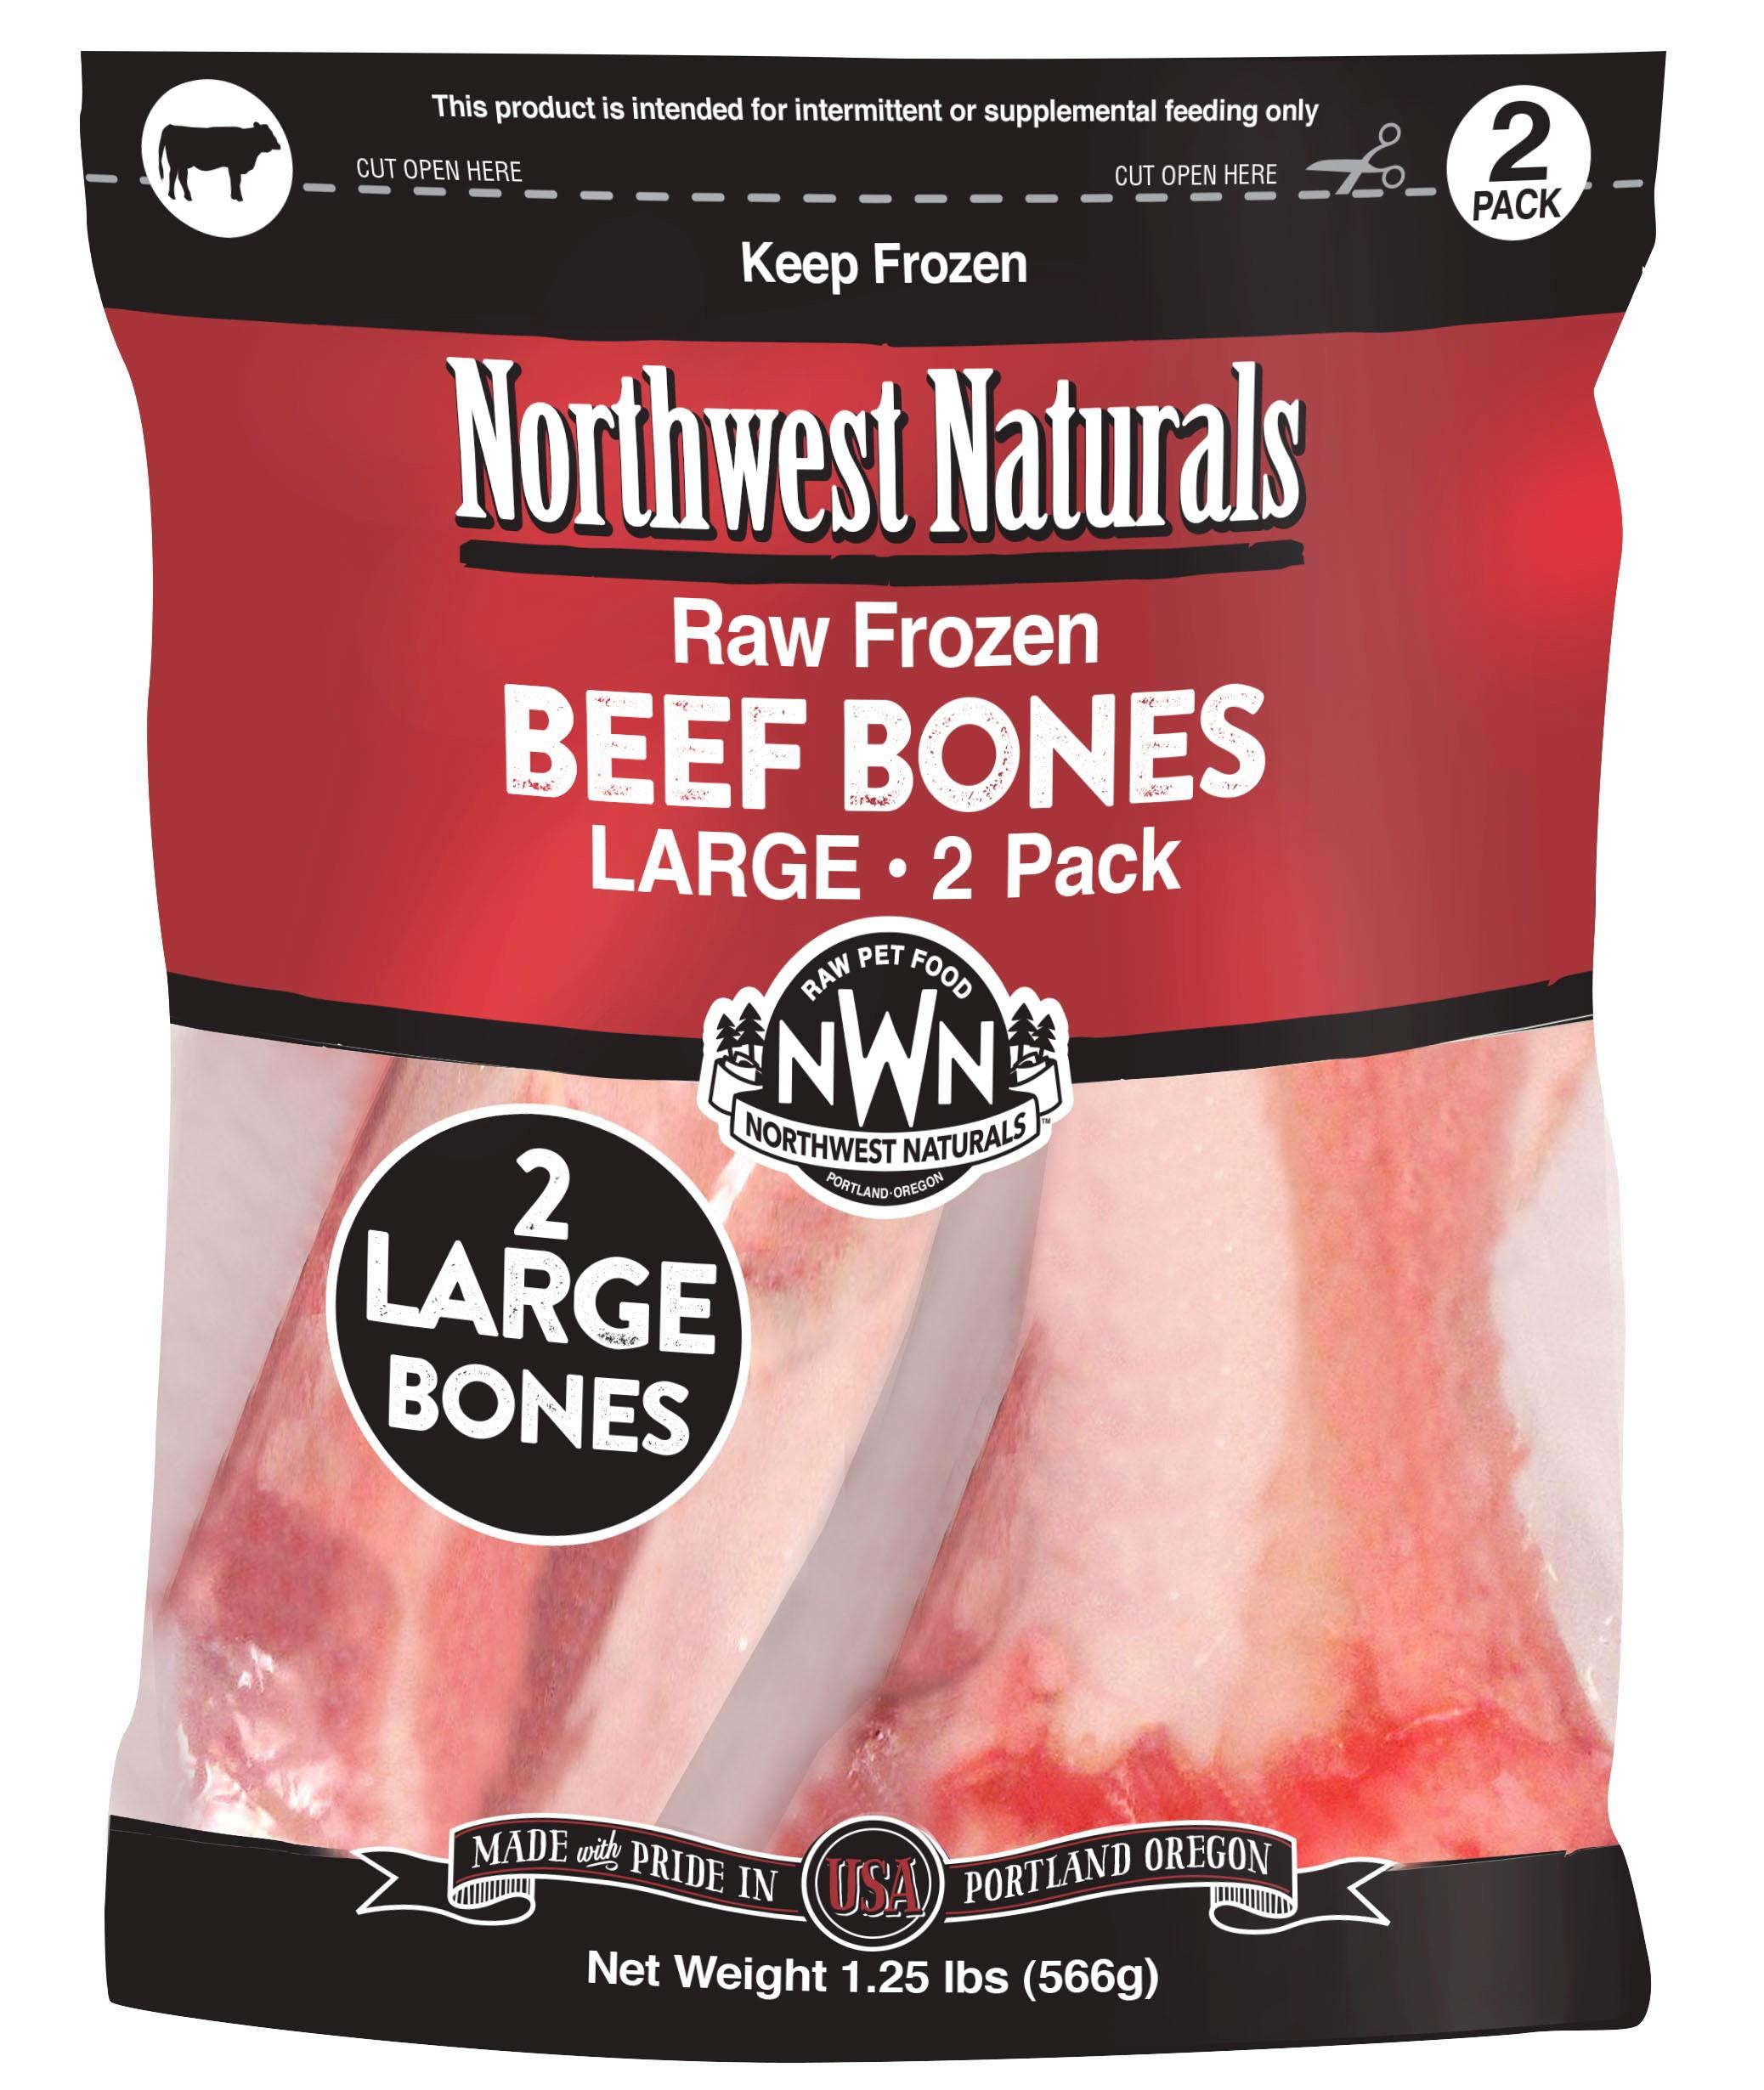 This product is intended for intermittent or supplemental feeding only
CUT OPEN HERE
CUT OPEN HERE
2
PACK
Keep Frozen
Northwest Naturals
Raw Frozen
BEEF BONES
LARGE • 2 Pack
RAW PET FOOD
NWN
NORTHWEST NATURALS™
PORTLAND·OREGON
2
LARGE
BONES
MADE with PRIDE IN USA PORTLAND OREGON
Net Weight 1.25 lbs (566g)